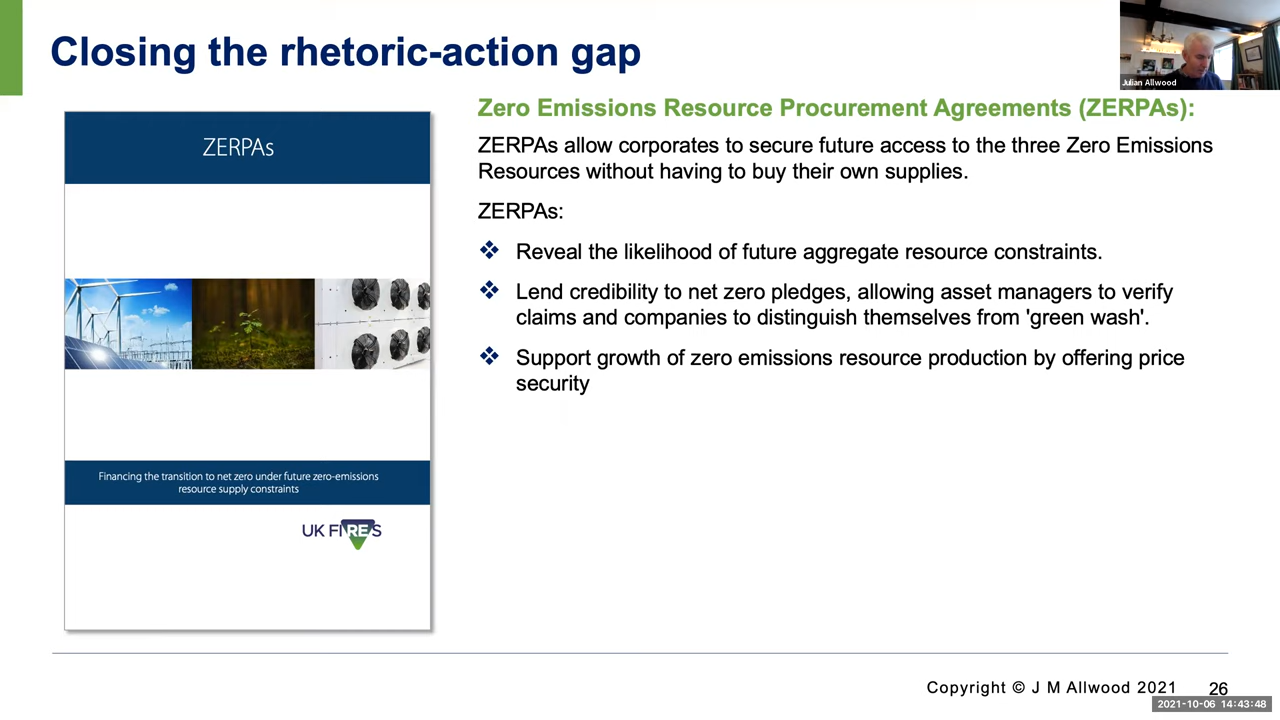 Closing the rhetoric-action gap
Julian Allwood
ZERPAs
Financing the transition to net zero under future zero-emissions
resource supply constraints
UK FIRES
Zero Emissions Resource Procurement Agreements (ZERPAs):
ZERPAs allow corporates to secure future access to the three Zero Emissions
Resources without having to buy their own supplies.
ZERPAs:
❖ Reveal the likelihood of future aggregate resource constraints.
❖ Lend credibility to net zero pledges, allowing asset managers to verify
claims and companies to distinguish themselves from 'green wash'.
❖ Support growth of zero emissions resource production by offering price
security
Copyright © J M Allwood 2021 26
2021-10-06 14:43:48